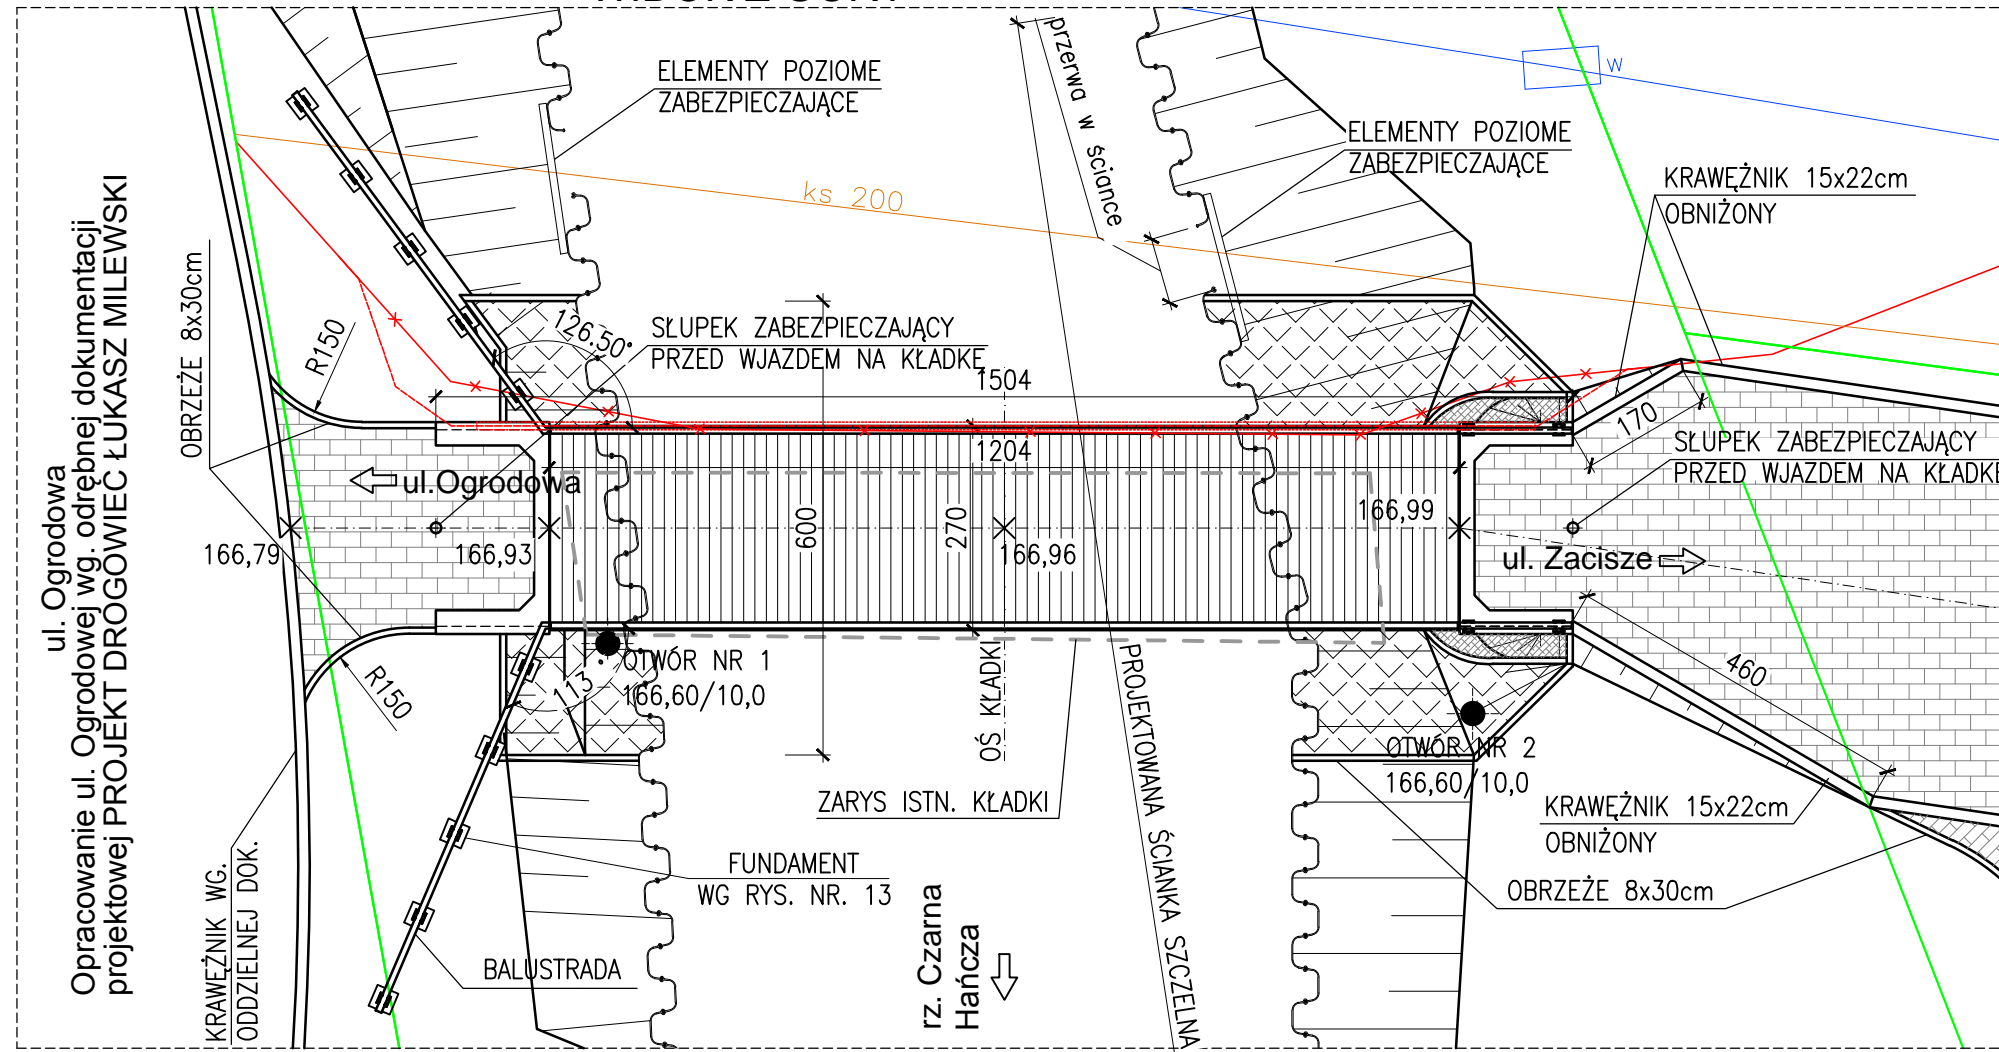 ELEMENTY POZIOME
ZABEZPIECZAJĄCE
przerwa w ściance
W
ELEMENTY POZIOME
ZABEZPIECZAJĄCE
KRAWĘŻNIK 15x22cm
OBNIŻONY
ks 200
ul. Ogrodowa
Opracowanie ul. Ogrodowej wg. odrębnej dokumentacji
projektowej PROJEKT DROGOWIEC ŁUKASZ MILEWSKI
OBRZEŻE 8x30cm
R150
126.50°
SŁUPEK ZABEZPIECZAJĄCY
PRZED WJAZDEM NA KŁADKĘ
1504
1204
170
SŁUPEK ZABEZPIECZAJĄCY
PRZED WJAZDEM NA KŁADKĘ
ul.Ogrodowa
600
270
166,99
166,79
166,93
166,96
ul. Zacisze
R150
113
OTWÓR NR 1
166,60/10,0
OŚ KŁADKI
PROJEKTOWANA ŚCIANKA SZCZELNA
460
OTWÓR NR 2
166,60/10,0
ZARYS ISTN. KŁADKI
KRAWĘŻNIK 15x22cm
OBNIŻONY
KRAWĘŻNIK WG.
ODDZIELNEJ DOK.
FUNDAMENT
WG RYS. NR. 13
OBRZEŻE 8x30cm
BALUSTRADA
rz. Czarna
Hańcza